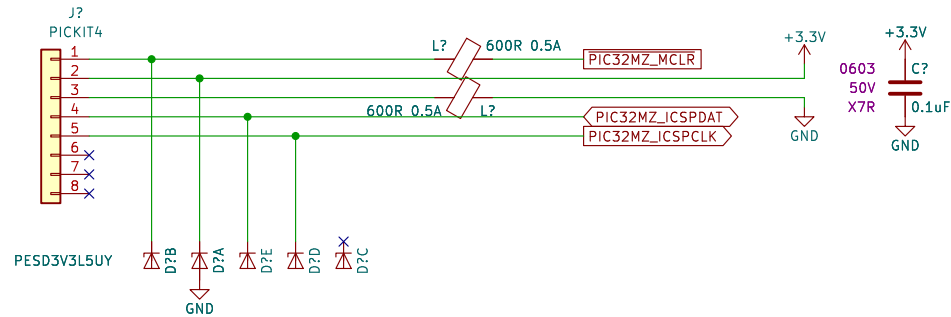 J?
PICKIT4
1
2
3
4
5
6
7
8
L?
600R 0.5A
600R 0.5A
L?
PIC32MZ_MCLR
PIC32MZ_ICSPDAT
PIC32MZ_ICSPCLK
+3.3V
GND
+3.3V
0603
50V
X7R
C?
0.1uF
GND
PESD3V3L5UY
D?B
D?A
D?E
D?D
D?C
GND